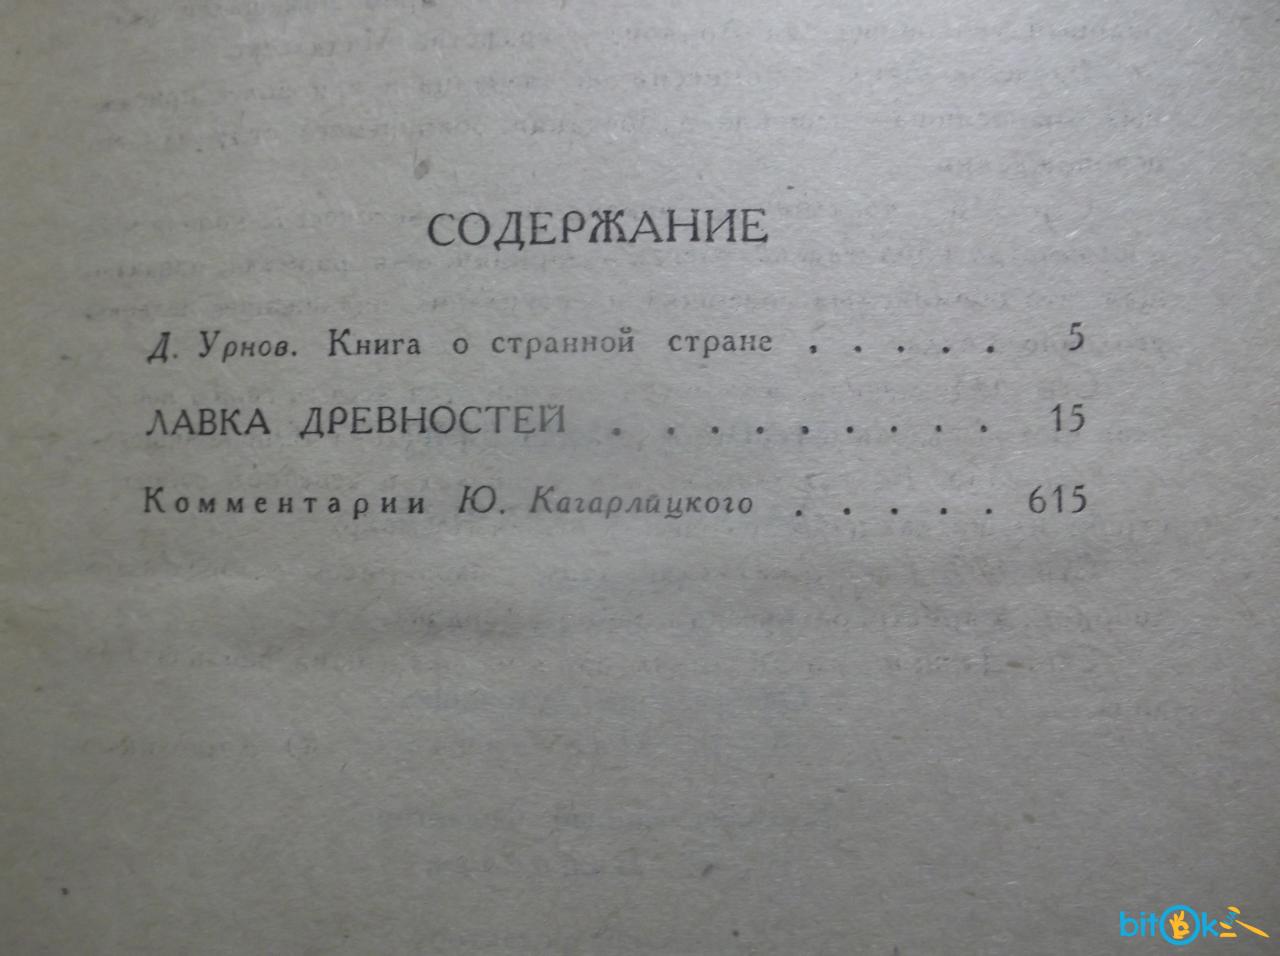 СОДЕРЖАНИЕ
Д. Урнов. Книга о странной стране . . . . . 5
ЛАВКА ДРЕВНОСТЕЙ . . . . . . . . 15
Комментарии Ю. Кагарлицкого . . . . . 615
bitok